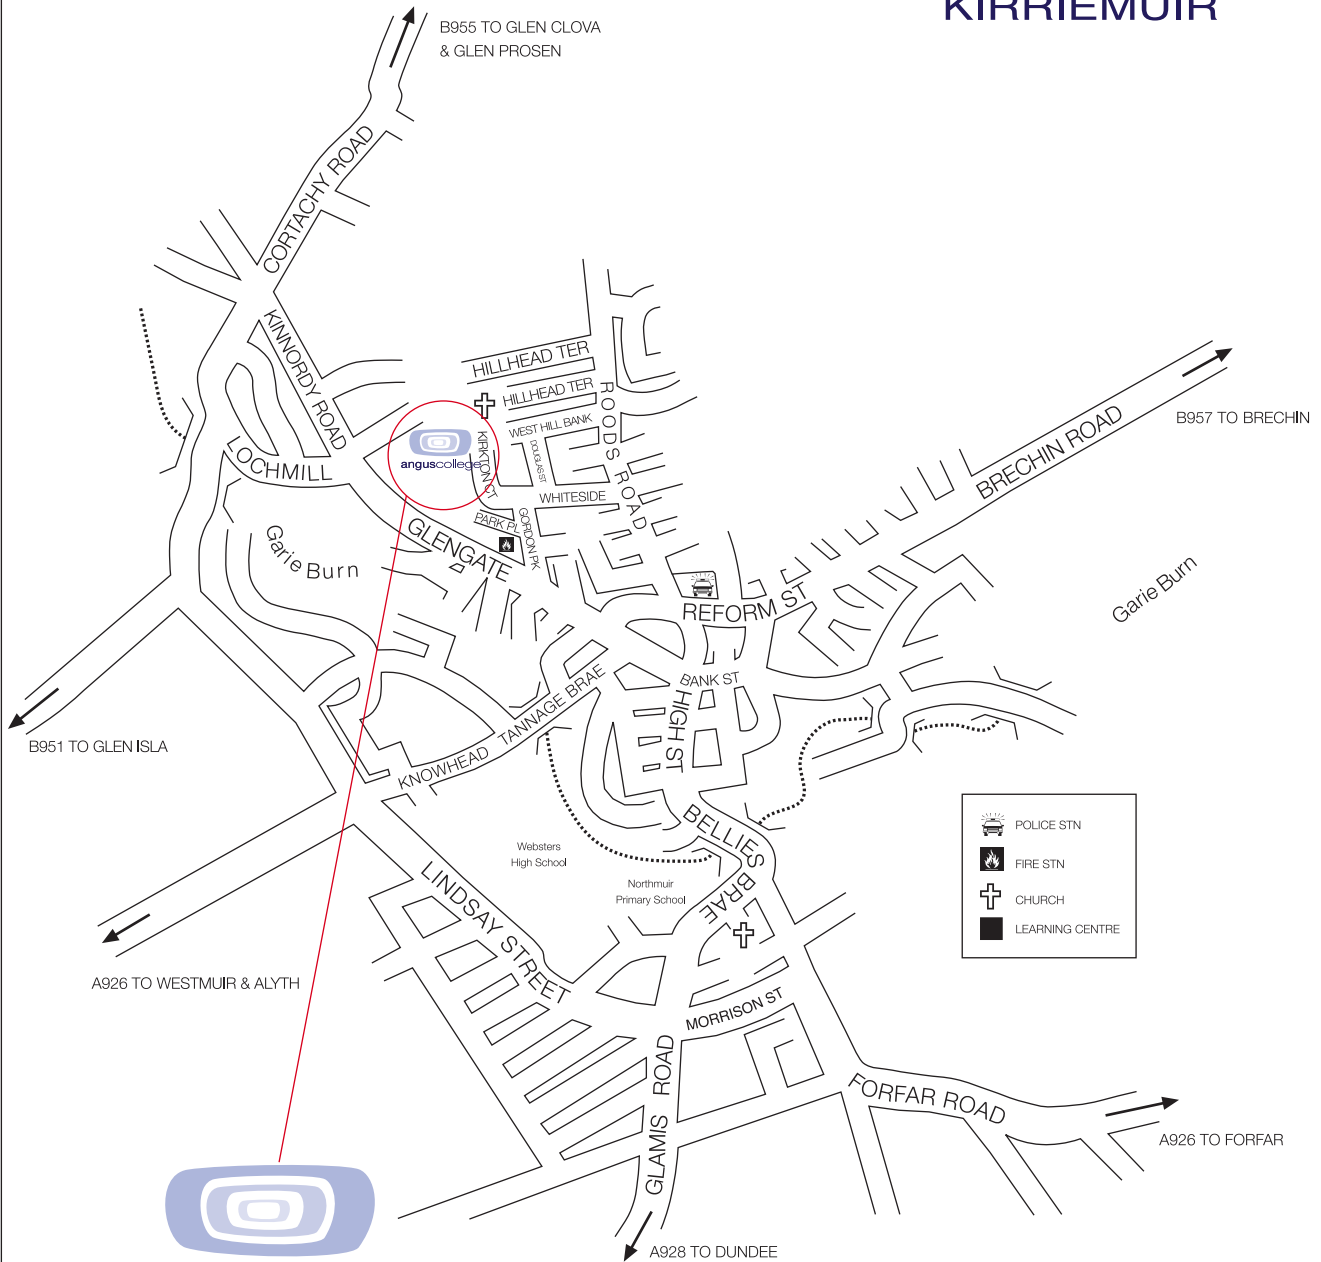 KIRRIEMUIR
B955 TO GLEN CLOVA
& GLEN PROSEN
CORTACHY ROAD
KINNORDY ROAD
HILLHEAD TER
HILLHEAD TER
ROODS ROAD
WEST HILL BANK
DOUGLAS ST
KIRKTON CT
anguscollege
LOCHMILL
WHITESIDE
PARK PL
GORDON PK
GLENGATE
Garie Burn
BRECHIN ROAD
B957 TO BRECHIN
Garie Burn
REFORM ST
BANK ST
HIGH ST
TANNAGE BRAE
KNOWHEAD
B951 TO GLEN ISLA
BELLIES BRAE
Websters
High School
Northmuir
Primary School
LINDSAY STREET
A926 TO WESTMUIR & ALYTH
POLICE STN
FIRE STN
CHURCH
LEARNING CENTRE
MORRISON ST
GLAMIS ROAD
FORFAR ROAD
A926 TO FORFAR
A928 TO DUNDEE